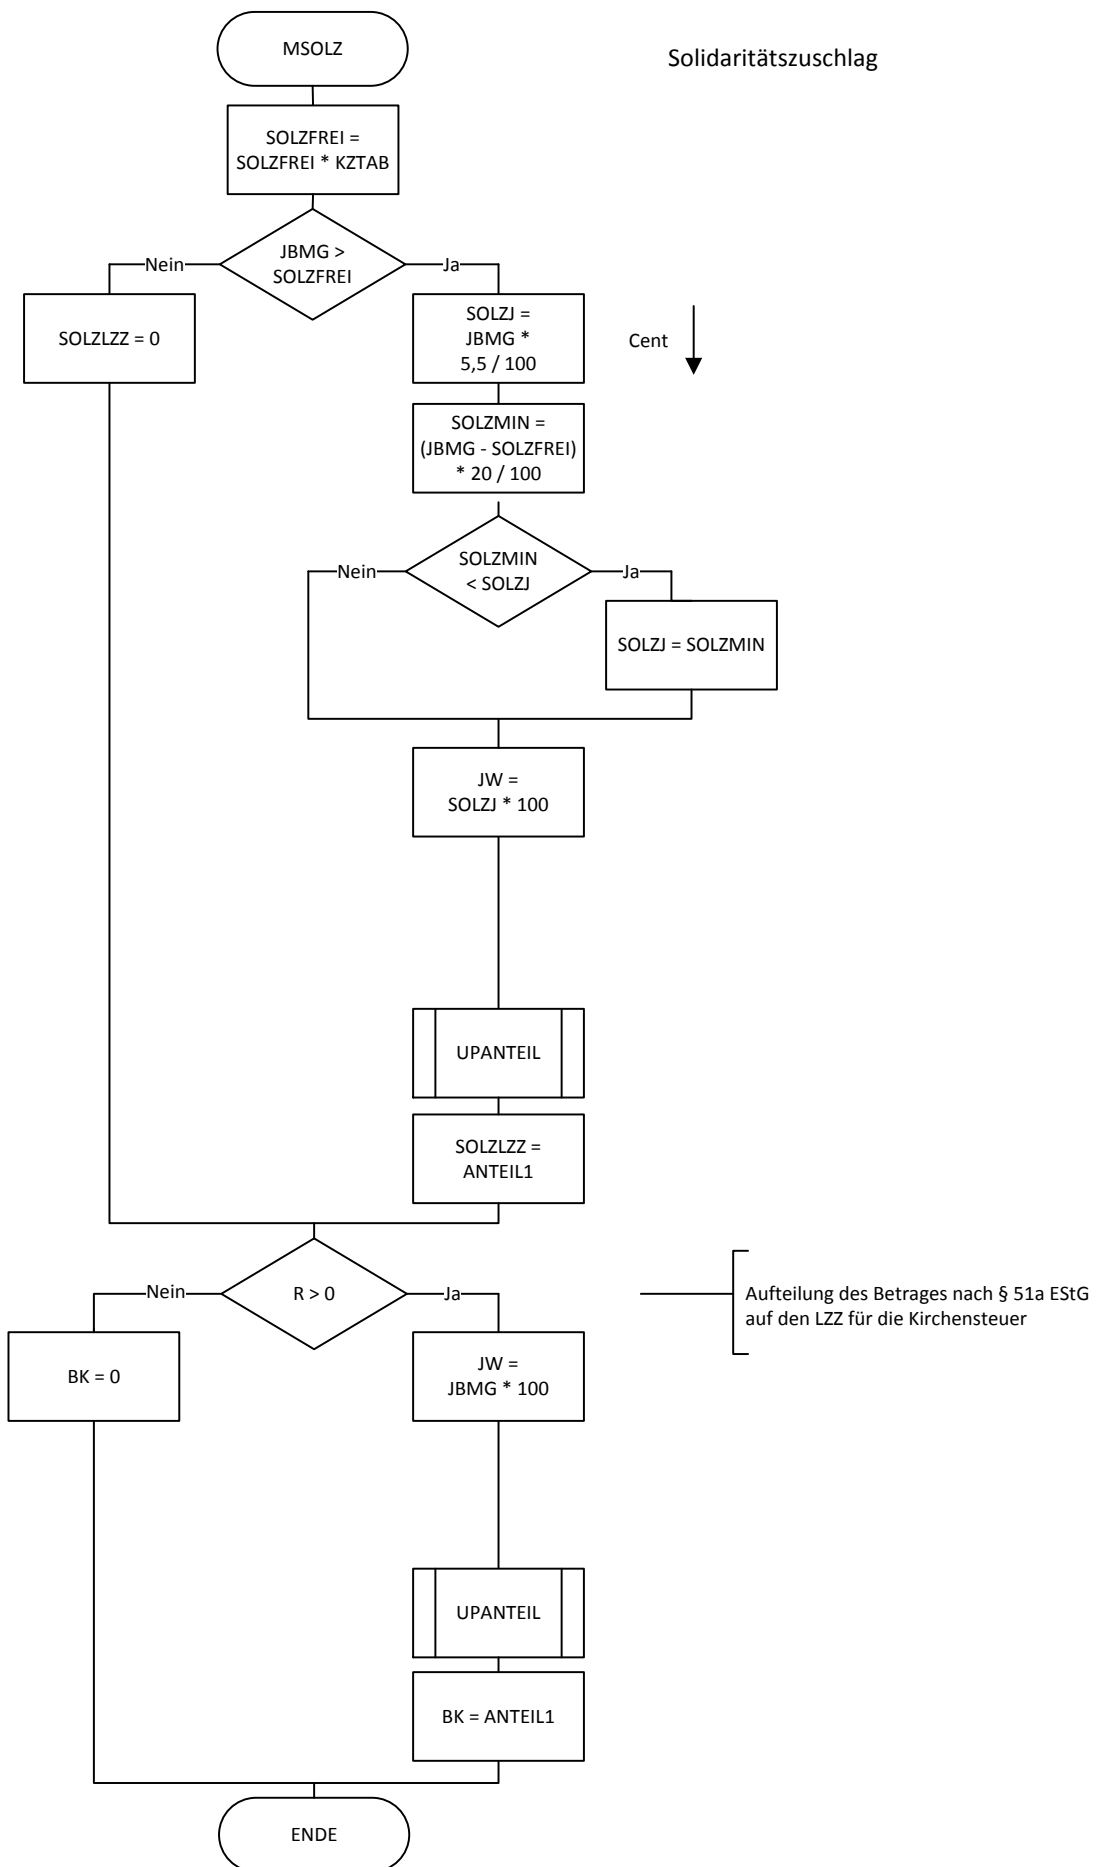 MSOLZ
Solidaritätszuschlag
SOLZFREI =
SOLZFREI * KZTAB
JBMG >
SOLZFREI
Nein
Ja
SOLZLZZ = 0
SOLZJ =
JBMG *
5,5 / 100
Cent
SOLZMIN =
(JBMG - SOLZFREI)
* 20 / 100
SOLZMIN
< SOLZJ
Nein
Ja
SOLZJ = SOLZMIN
JW =
SOLZJ * 100
UPANTEIL
SOLZLZZ =
ANTEIL1
R > 0
Nein
Ja
Aufteilung des Betrages nach § 51a EStG
auf den LZZ für die Kirchensteuer
BK = 0
JW =
JBMG * 100
UPANTEIL
BK = ANTEIL1
ENDE